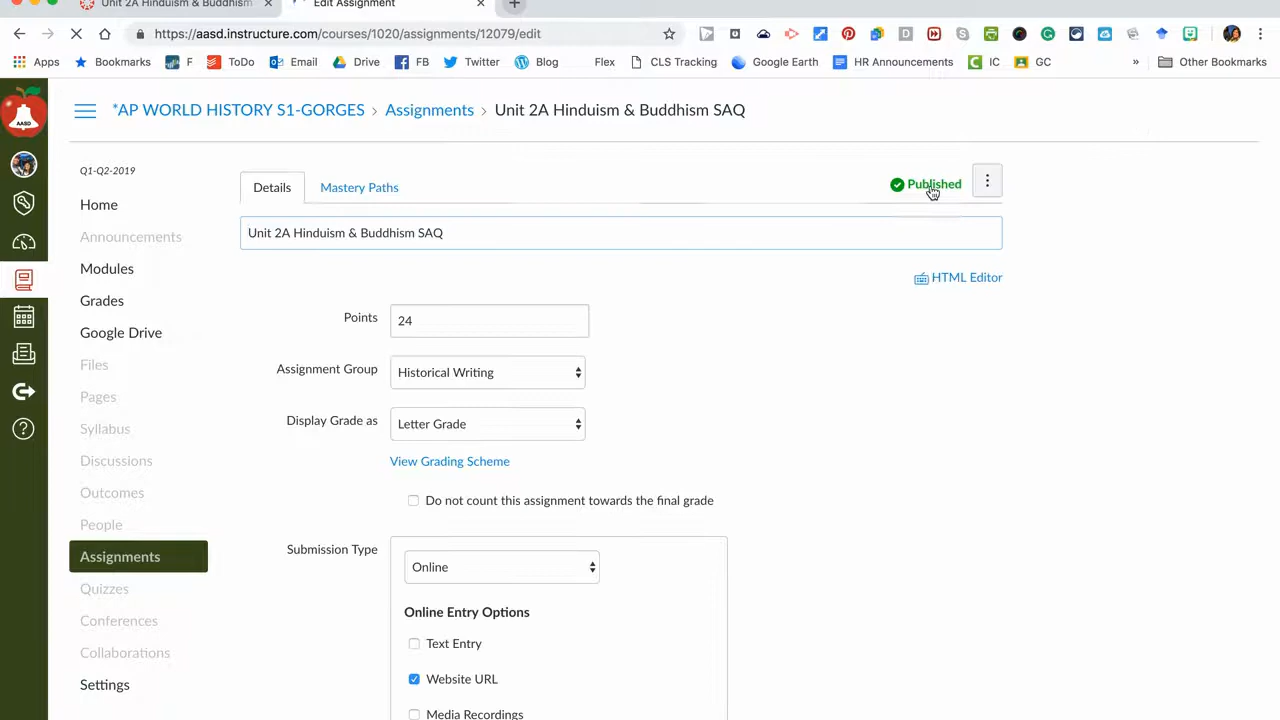 Unit 2A Hinduism & Buddhism
Edit Assignment
https://aasd.instructure.com/courses/1020/assignments/12079/edit
Apps
Bookmarks
F
ToDo
Email
Drive
FB
Twitter
Blog
Flex
CLS Tracking
Google Earth
HR Announcements
IC
GC
»
Other Bookmarks
AASD
*AP WORLD HISTORY S1-GORGES › Assignments › Unit 2A Hinduism & Buddhism SAQ
Q1-Q2-2019
Home
Announcements
Modules
Grades
Google Drive
Files
Pages
Syllabus
Discussions
Outcomes
People
Assignments
Quizzes
Conferences
Collaborations
Settings
Details
Mastery Paths
Published
Unit 2A Hinduism & Buddhism SAQ
HTML Editor
Points
24
Assignment Group
Historical Writing
Display Grade as
Letter Grade
View Grading Scheme
Do not count this assignment towards the final grade
Submission Type
Online
Online Entry Options
Text Entry
Website URL
Media Recordings